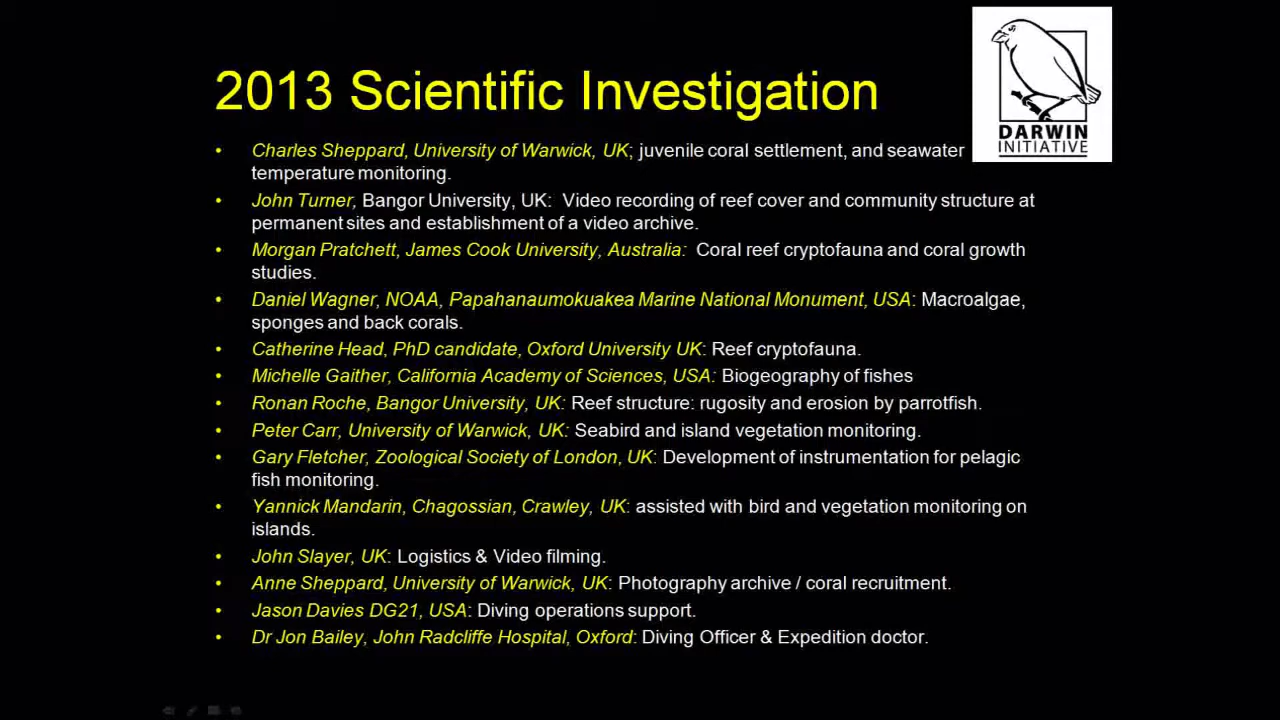 2013 Scientific Investigation
DARWIN
INITIATIVE
• Charles Sheppard, University of Warwick, UK; juvenile coral settlement, and seawater
temperature monitoring.
• John Turner, Bangor University, UK:  Video recording of reef cover and community structure at
permanent sites and establishment of a video archive.
• Morgan Pratchett, James Cook University, Australia:  Coral reef cryptofauna and coral growth
studies.
• Daniel Wagner, NOAA, Papahanaumokuakea Marine National Monument, USA: Macroalgae,
sponges and back corals.
• Catherine Head, PhD candidate, Oxford University UK: Reef cryptofauna.
• Michelle Gaither, California Academy of Sciences, USA: Biogeography of fishes
• Ronan Roche, Bangor University, UK: Reef structure: rugosity and erosion by parrotfish.
• Peter Carr, University of Warwick, UK: Seabird and island vegetation monitoring.
• Gary Fletcher, Zoological Society of London, UK: Development of instrumentation for pelagic
fish monitoring.
• Yannick Mandarin, Chagossian, Crawley, UK: assisted with bird and vegetation monitoring on
islands.
• John Slayer, UK: Logistics & Video filming.
• Anne Sheppard, University of Warwick, UK: Photography archive / coral recruitment.
• Jason Davies DG21, USA: Diving operations support.
• Dr Jon Bailey, John Radcliffe Hospital, Oxford: Diving Officer & Expedition doctor.